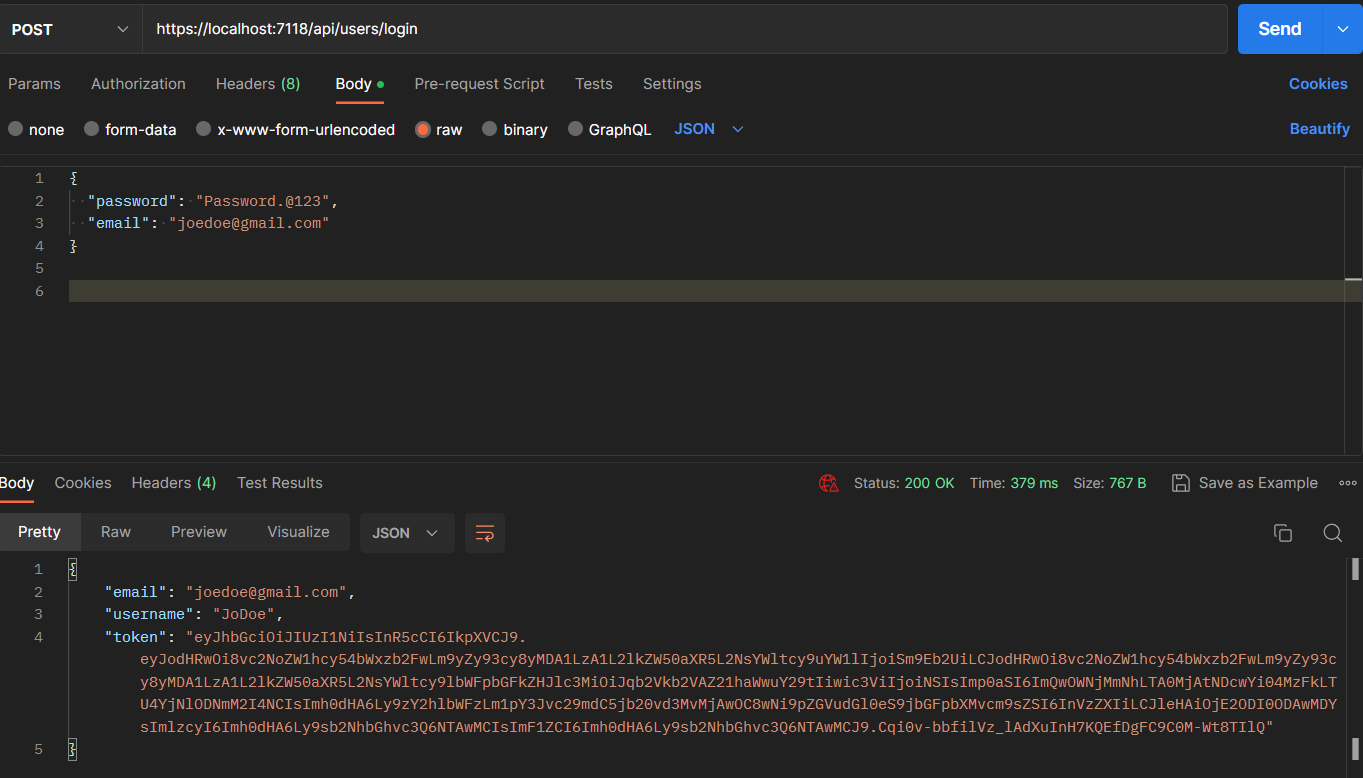 POST https://localhost:7118/api/users/login Send
Params Authorization Headers (8) Body Pre-request Script Tests Settings Cookies
none form-data x-www-form-urlencoded raw binary GraphQL JSON Beautify
1 {
2 "password": "Password.@123",
3 "email": "joedoe@gmail.com"
4 }
5
6
Body Cookies Headers (4) Test Results Status: 200 OK Time: 379 ms Size: 767 B Save as Example
Pretty Raw Preview Visualize JSON
1 {
2 "email": "joedoe@gmail.com",
3 "username": "JoDoe",
4 "token": "eyJhbGciOiJIUzI1NiIsInR5cCI6IkpXVCJ9.
eyJodHRwOi8vc2NoZW1hcy54bWxzb2FwLm9yZy93cy8yMDA1LzA1L2lkZW50aXR5L2NsYWltcy9uYW1lIjoiSm9Eb2UiLCJodHRwOi8vc2NoZW1hcy54bWxzb2FwLm9yZy93c
y8yMDA1LzA1L2lkZW50aXR5L2NsYWltcy9lbWFpbGFkZHJlc3MiOiJqb2Vkb2VAZ21haWwuY29tIiwic3ViIjoiNSIsImp0aSI6ImQwOWNjMmNhLTA0MjAtNDcwYi04MzFkLT
U4YjNlODNmM2I4NCIsImh0dHA6Ly9zY2hlbWFzLm1pY3Jvc29mdC5jb20vd3MvMjAwOC8wNi9pZGVudGl0eS9jbGFpbXMvcm9sZSI6InVzZXIiLCJleHAiOjE2ODI0ODAwMDY
sImlzcyI6Imh0dHA6Ly9sb2NhbGhvc3Q6NTAwMCIsImF1ZCI6Imh0dHA6Ly9sb2NhbGhvc3Q6NTAwMCJ9.Cqi0v-bbfilVz_lAdXuInH7KQEfDgFC9C0M-Wt8TIlQ"
5 }